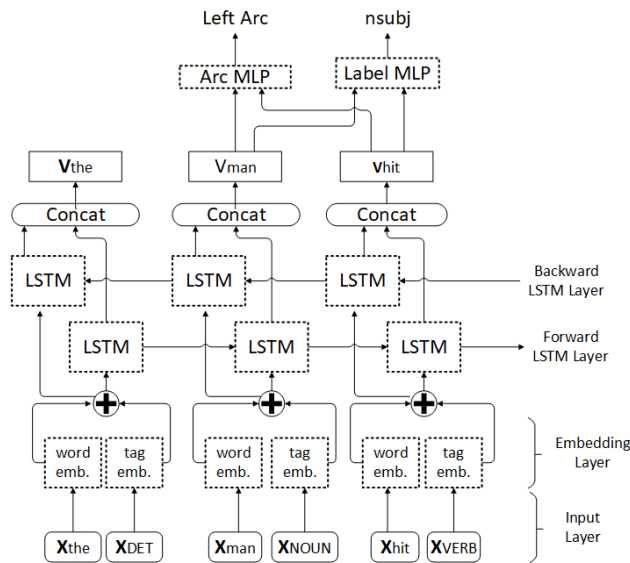 Left Arc nsubj
Arc MLP Label MLP
Vthe Vman Vhit
Concat Concat Concat
LSTM LSTM LSTM Backward
LSTM Layer
LSTM LSTM LSTM Forward
LSTM Layer
word
emb. tag
emb. word
emb. tag
emb. word
emb. tag
emb. Embedding
Layer
Xthe XDET Xman XNOUN Xhit XVERB Input
Layer